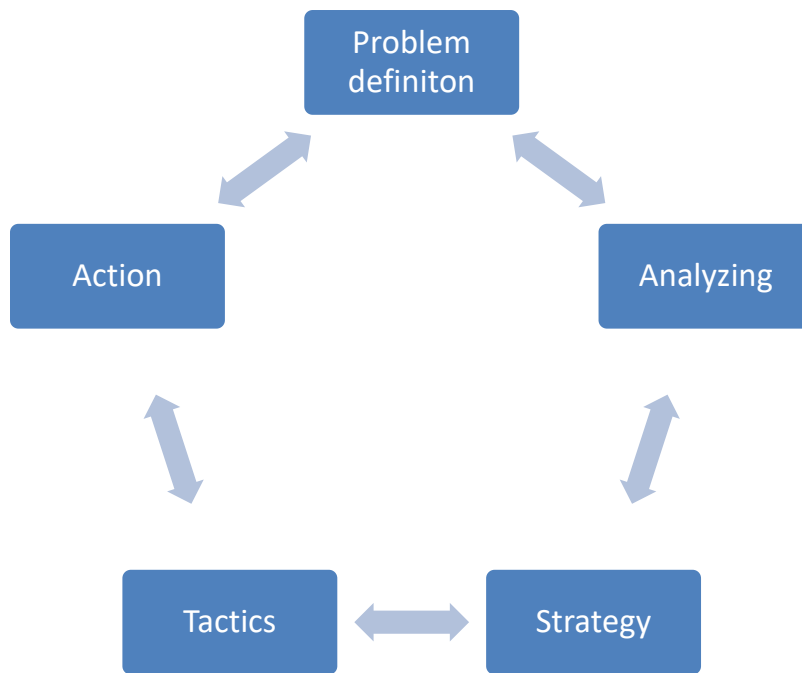 Problem
definiton
Action
Analyzing
Tactics
Strategy